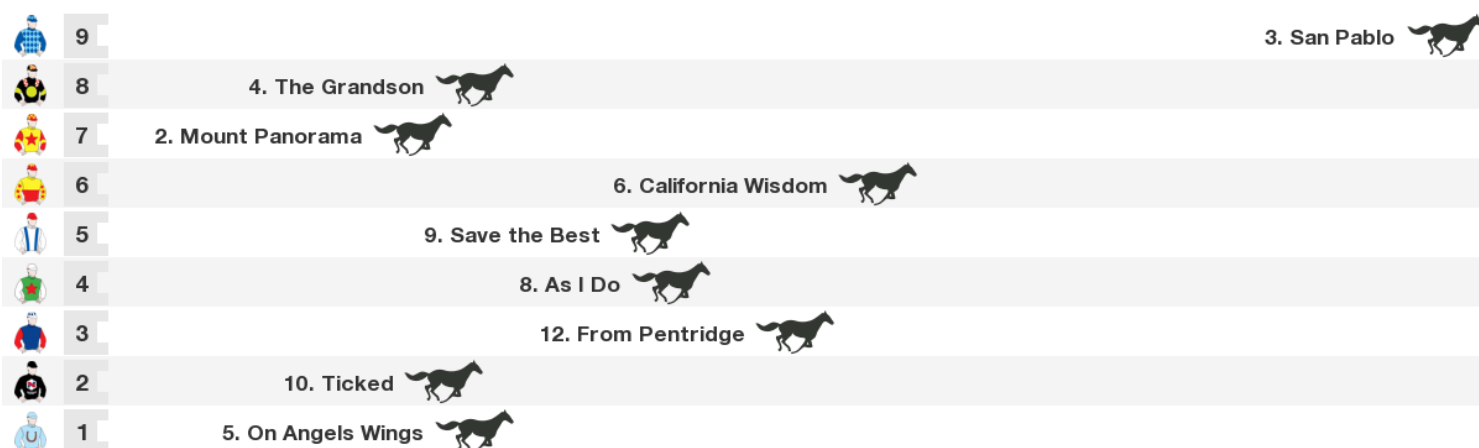 9 3. San Pablo
8 4. The Grandson
7 2. Mount Panorama
6 6. California Wisdom
5 9. Save the Best
4 8. As I Do
3 12. From Pentridge
2 10. Ticked
1 5. On Angels Wings